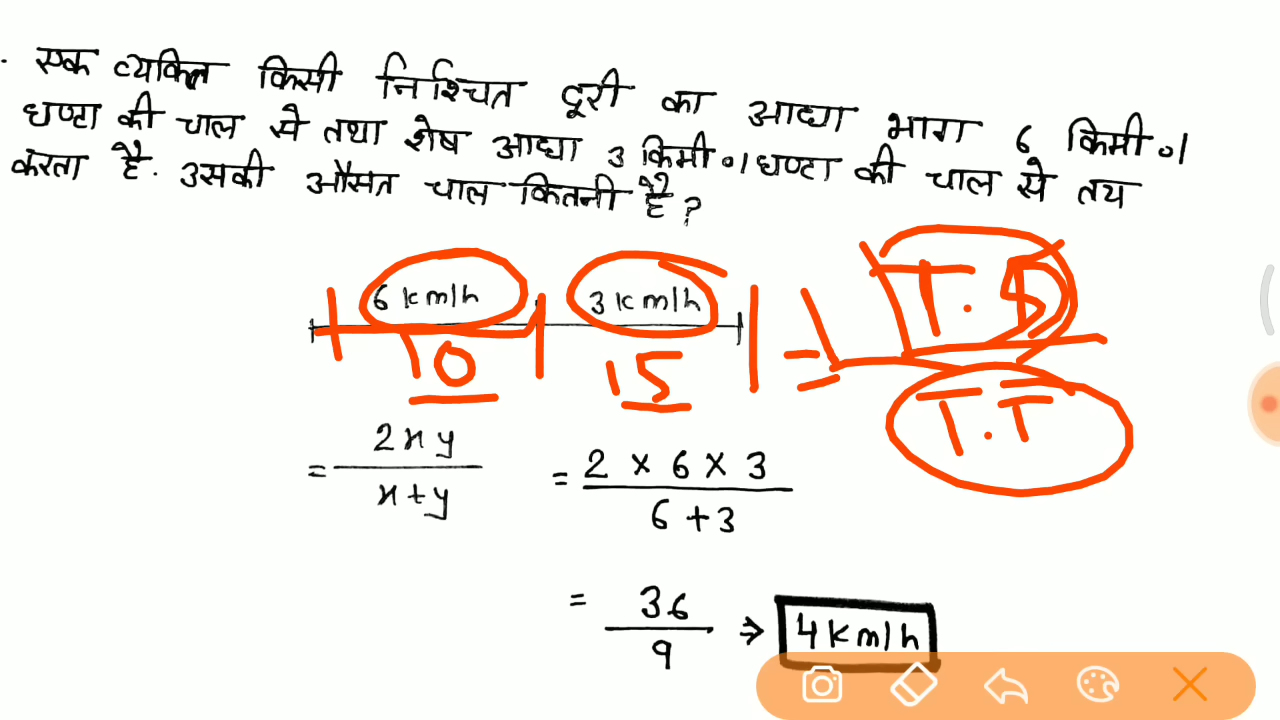 . एक व्यक्ति किसी निश्चित दूरी का आधा भाग 6 किमी०/
घण्टा की चाल से तथा शेष आधा 3 किमी०/घण्टा की चाल से तय
करता है. उसकी औसत चाल कितनी है?
6 km/h 3 km/h
10 15
T.D
T.T
= 2xy / x+y = 2 × 6 × 3 / 6 + 3
= 36 / 9 ⇒ 4 km/h